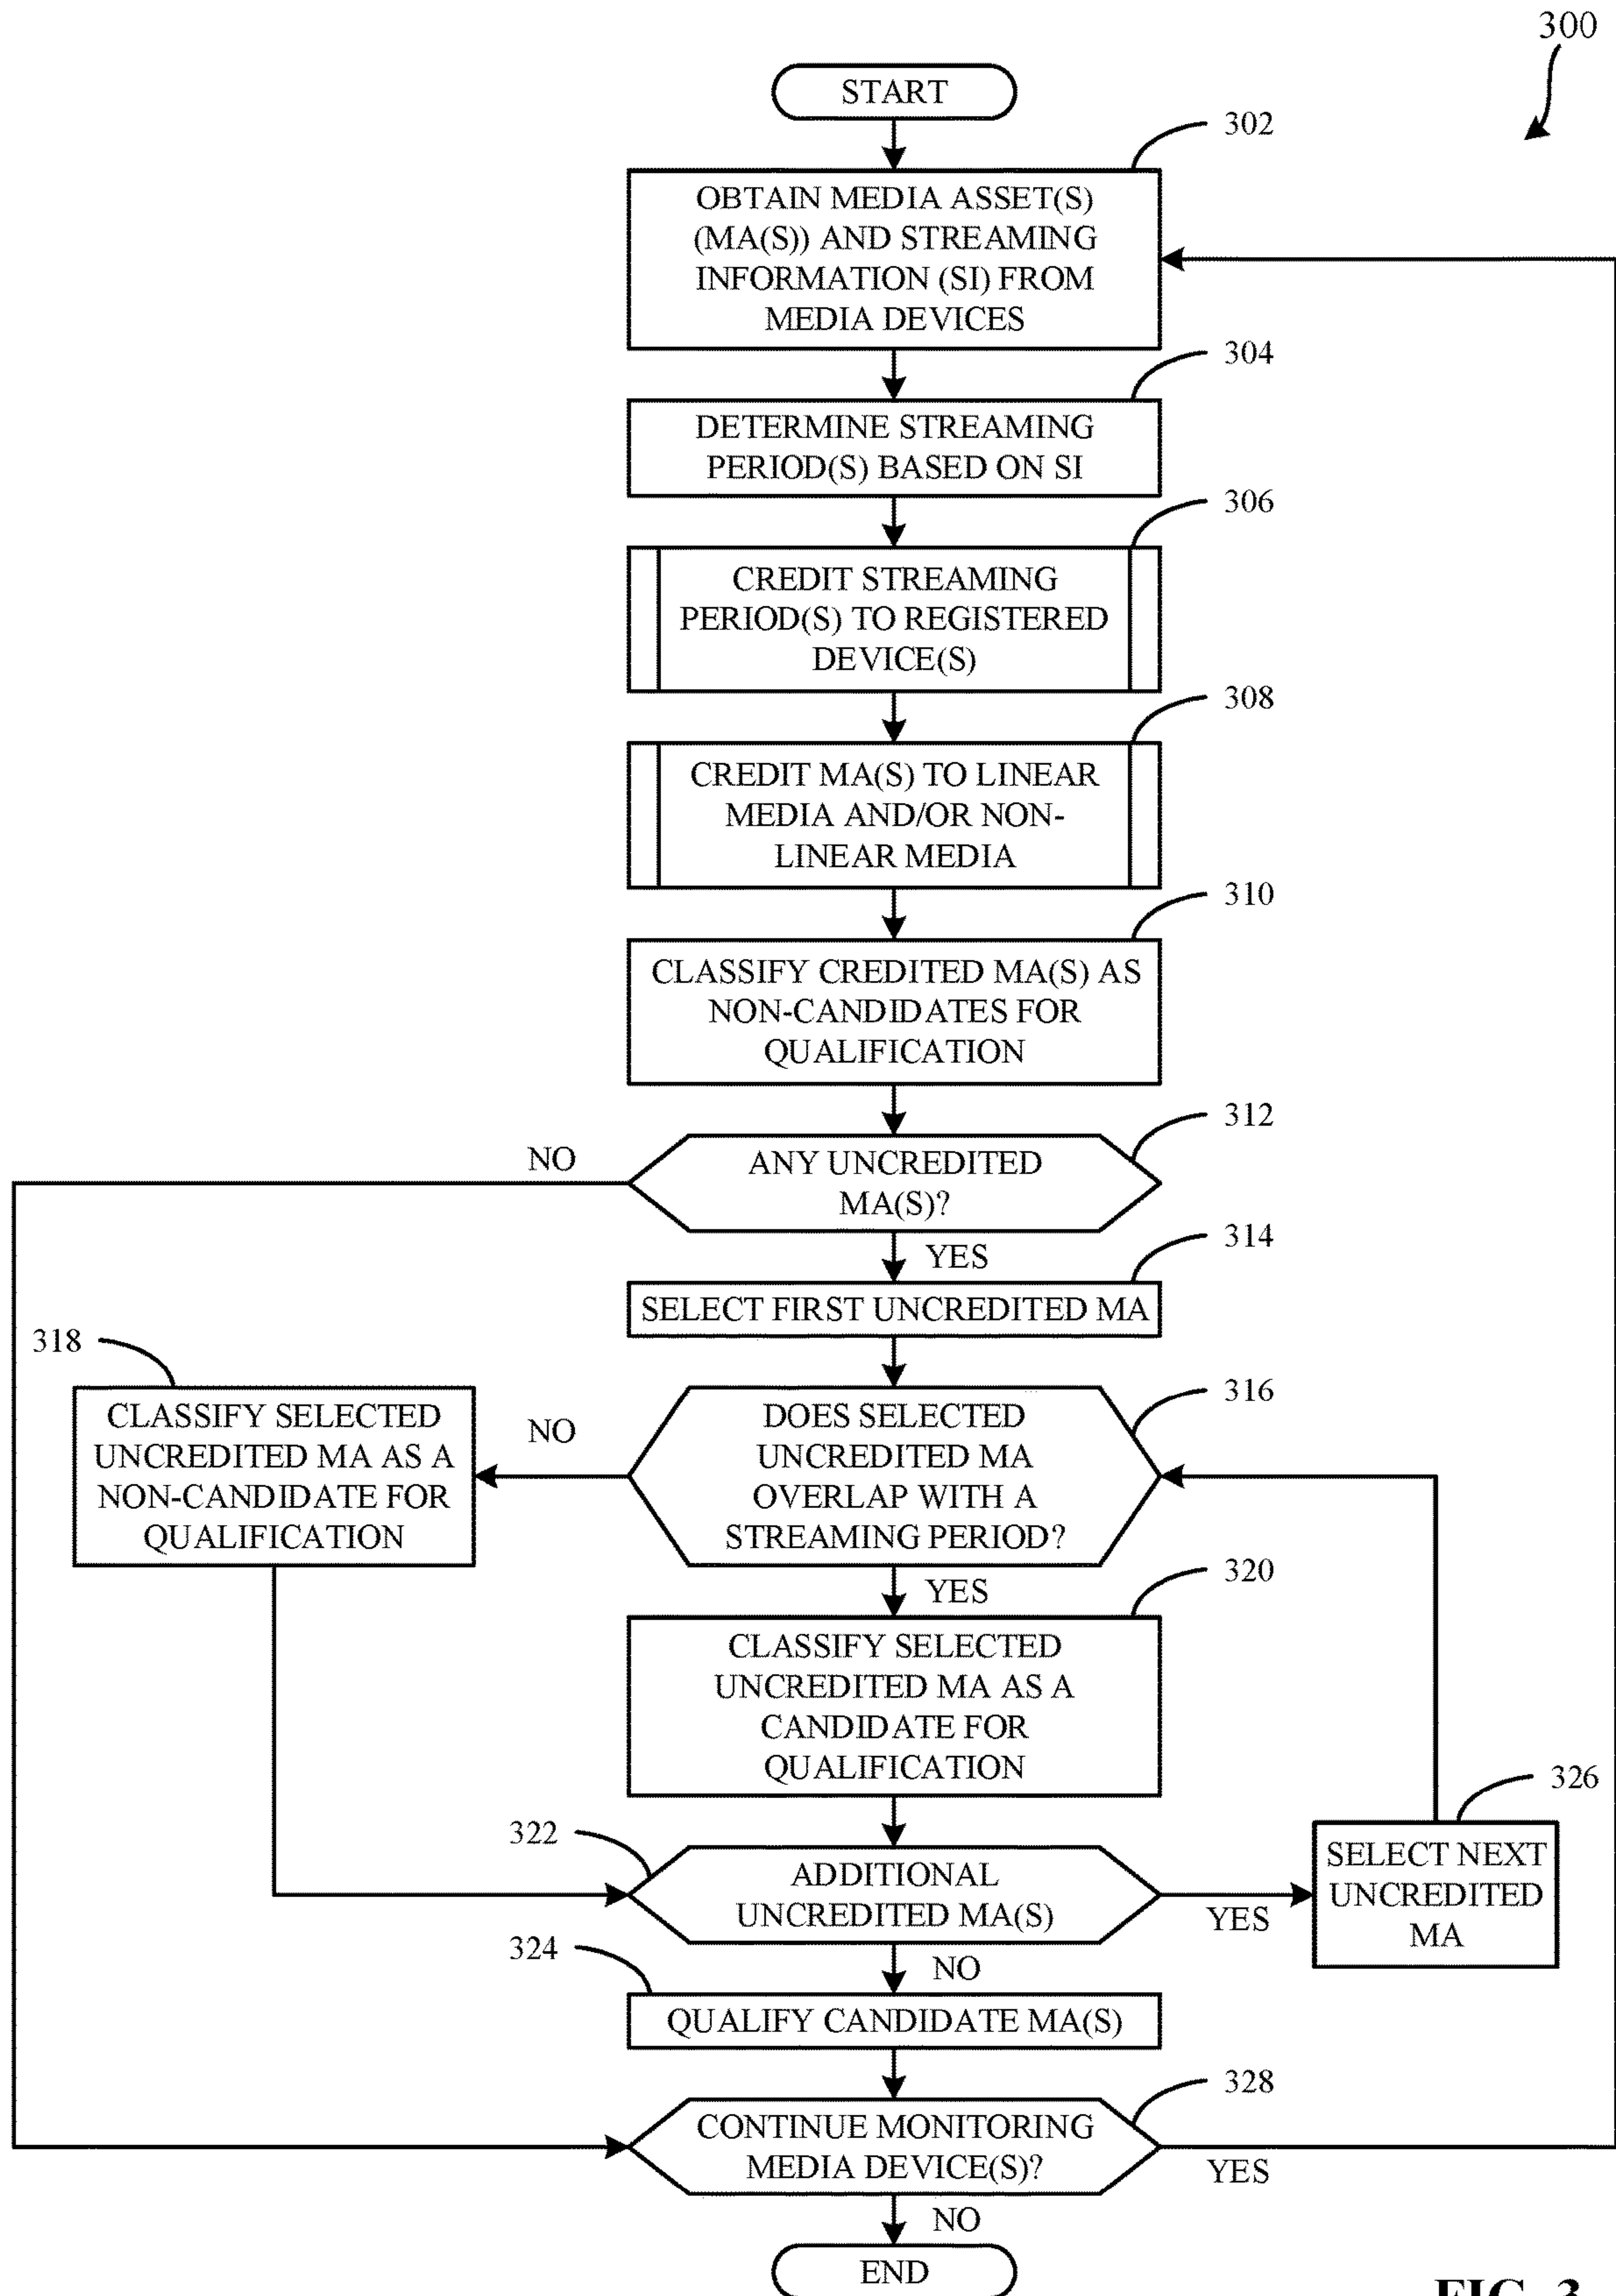 300
START
302
OBTAIN MEDIA ASSET(S)
(MA(S)) AND STREAMING
INFORMATION (SI) FROM
MEDIA DEVICES
304
DETERMINE STREAMING
PERIOD(S) BASED ON SI
306
CREDIT STREAMING
PERIOD(S) TO REGISTERED
DEVICE(S)
308
CREDIT MA(S) TO LINEAR
MEDIA AND/OR NON-
LINEAR MEDIA
310
CLASSIFY CREDITED MA(S) AS
NON-CANDIDATES FOR
QUALIFICATION
312
ANY UNCREDITED
MA(S)?
NO
YES
314
SELECT FIRST UNCREDITED MA
316
DOES SELECTED
UNCREDITED MA
OVERLAP WITH A
STREAMING PERIOD?
NO
318
CLASSIFY SELECTED
UNCREDITED MA AS A
NON-CANDIDATE FOR
QUALIFICATION
YES
320
CLASSIFY SELECTED
UNCREDITED MA AS A
CANDIDATE FOR
QUALIFICATION
322
ADDITIONAL
UNCREDITED MA(S)
YES
326
SELECT NEXT
UNCREDITED
MA
NO
324
QUALIFY CANDIDATE MA(S)
328
CONTINUE MONITORING
MEDIA DEVICE(S)?
YES
NO
END
FIG. 3